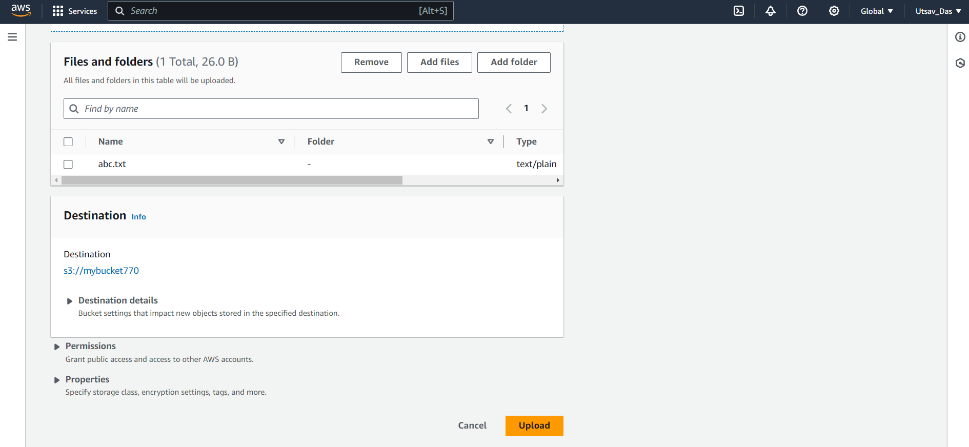 aws Services Search [Alt+S] Global Utsav_Das
Files and folders (1 Total, 26.0 B) Remove Add files Add folder
All files and folders in this table will be uploaded.
Find by name 1
Name Folder Type
abc.txt - text/plain
Destination Info
Destination
s3://mybucket770
Destination details
Bucket settings that impact new objects stored in the specified destination.
Permissions
Grant public access and access to other AWS accounts.
Properties
Specify storage class, encryption settings, tags, and more.
Cancel Upload